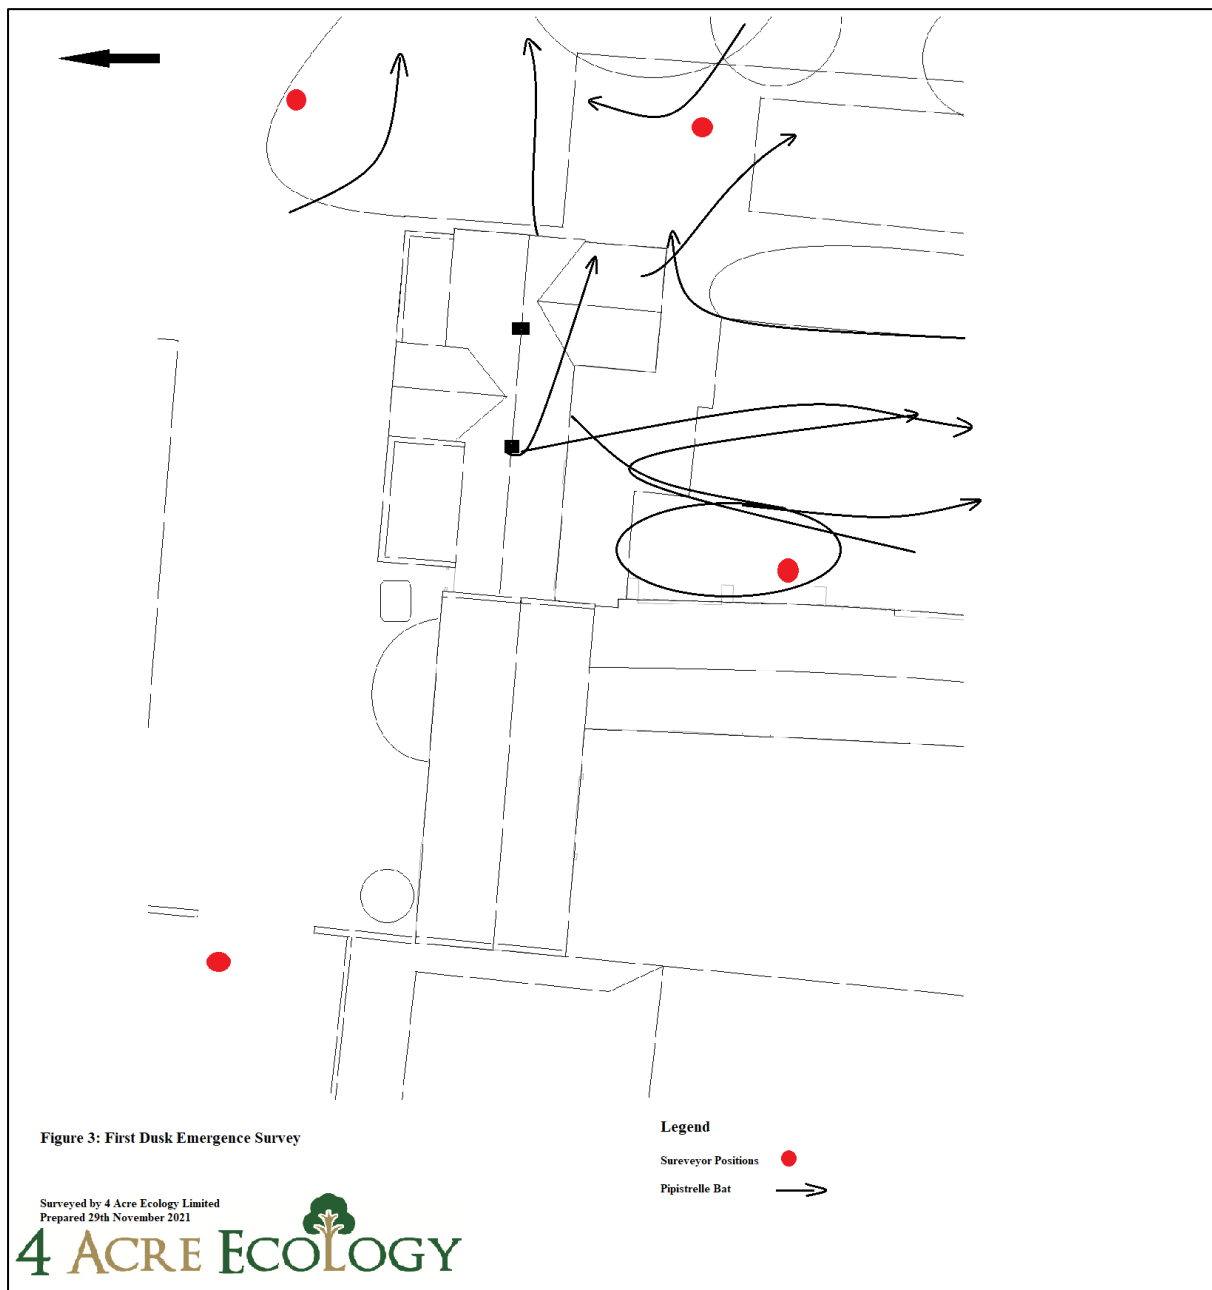 Figure 3: First Dusk Emergence Survey
Surveyed by 4 Acre Ecology Limited
Prepared 29th November 2021
4 ACRE ECOLOGY
Legend
Sureveyor Positions
Pipistrelle Bat